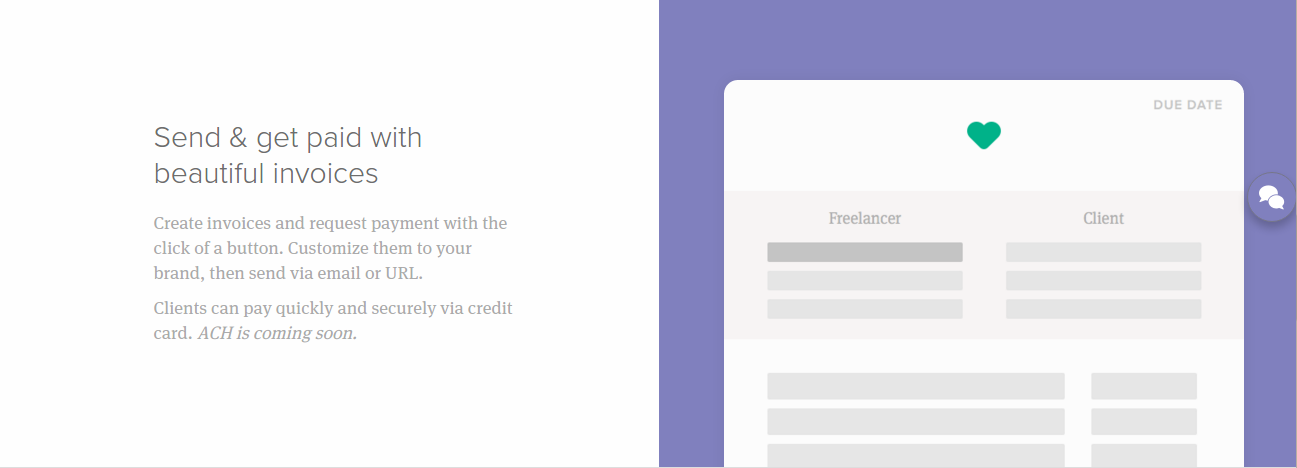 Send & get paid with
beautiful invoices
Create invoices and request payment with the
click of a button. Customize them to your
brand, then send via email or URL.
Clients can pay quickly and securely via credit
card. ACH is coming soon.
DUE DATE
Freelancer
Client